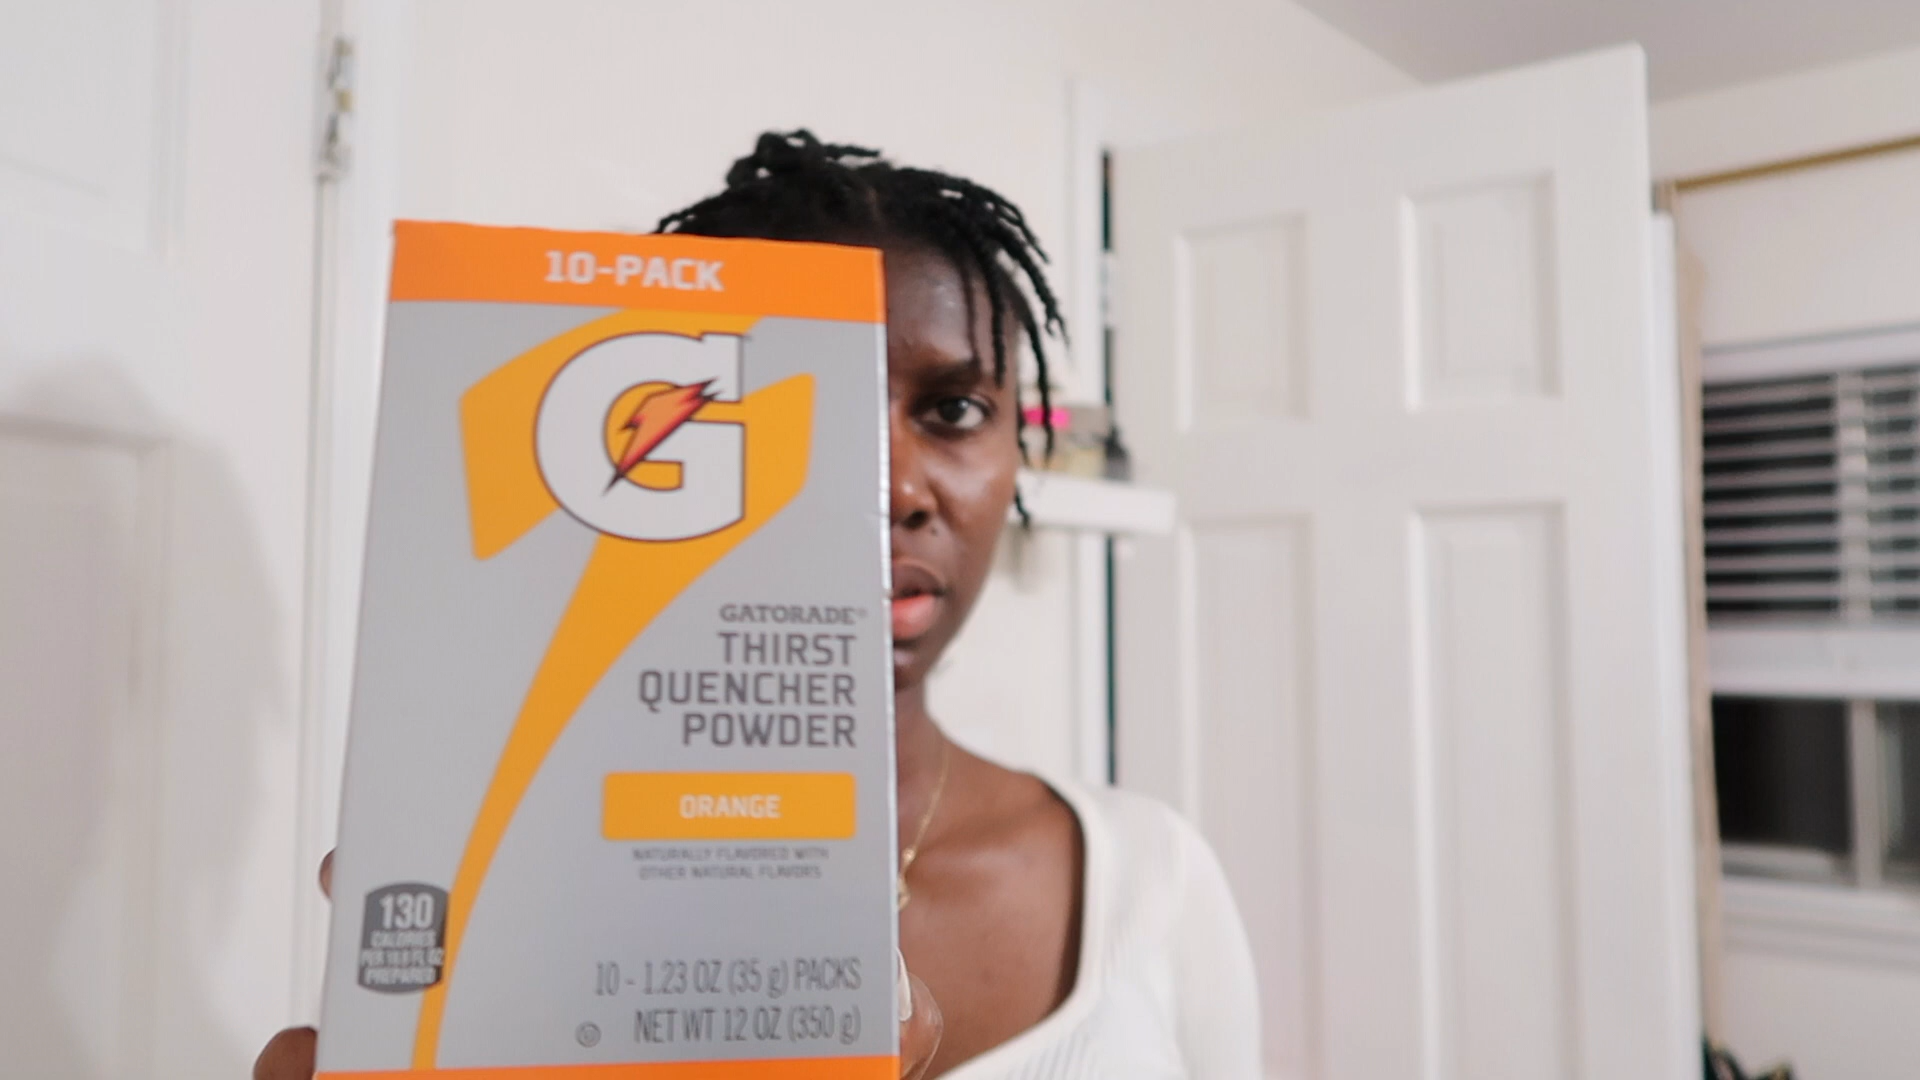 10-PACK
G
GATORADE®
THIRST
QUENCHER
POWDER
ORANGE
NATURALLY FLAVORED WITH
OTHER NATURAL FLAVORS
130
CALORIES
PREPARED
10 - 1.23 OZ (35 g) PACKS
NET WT 12 OZ (350 g)